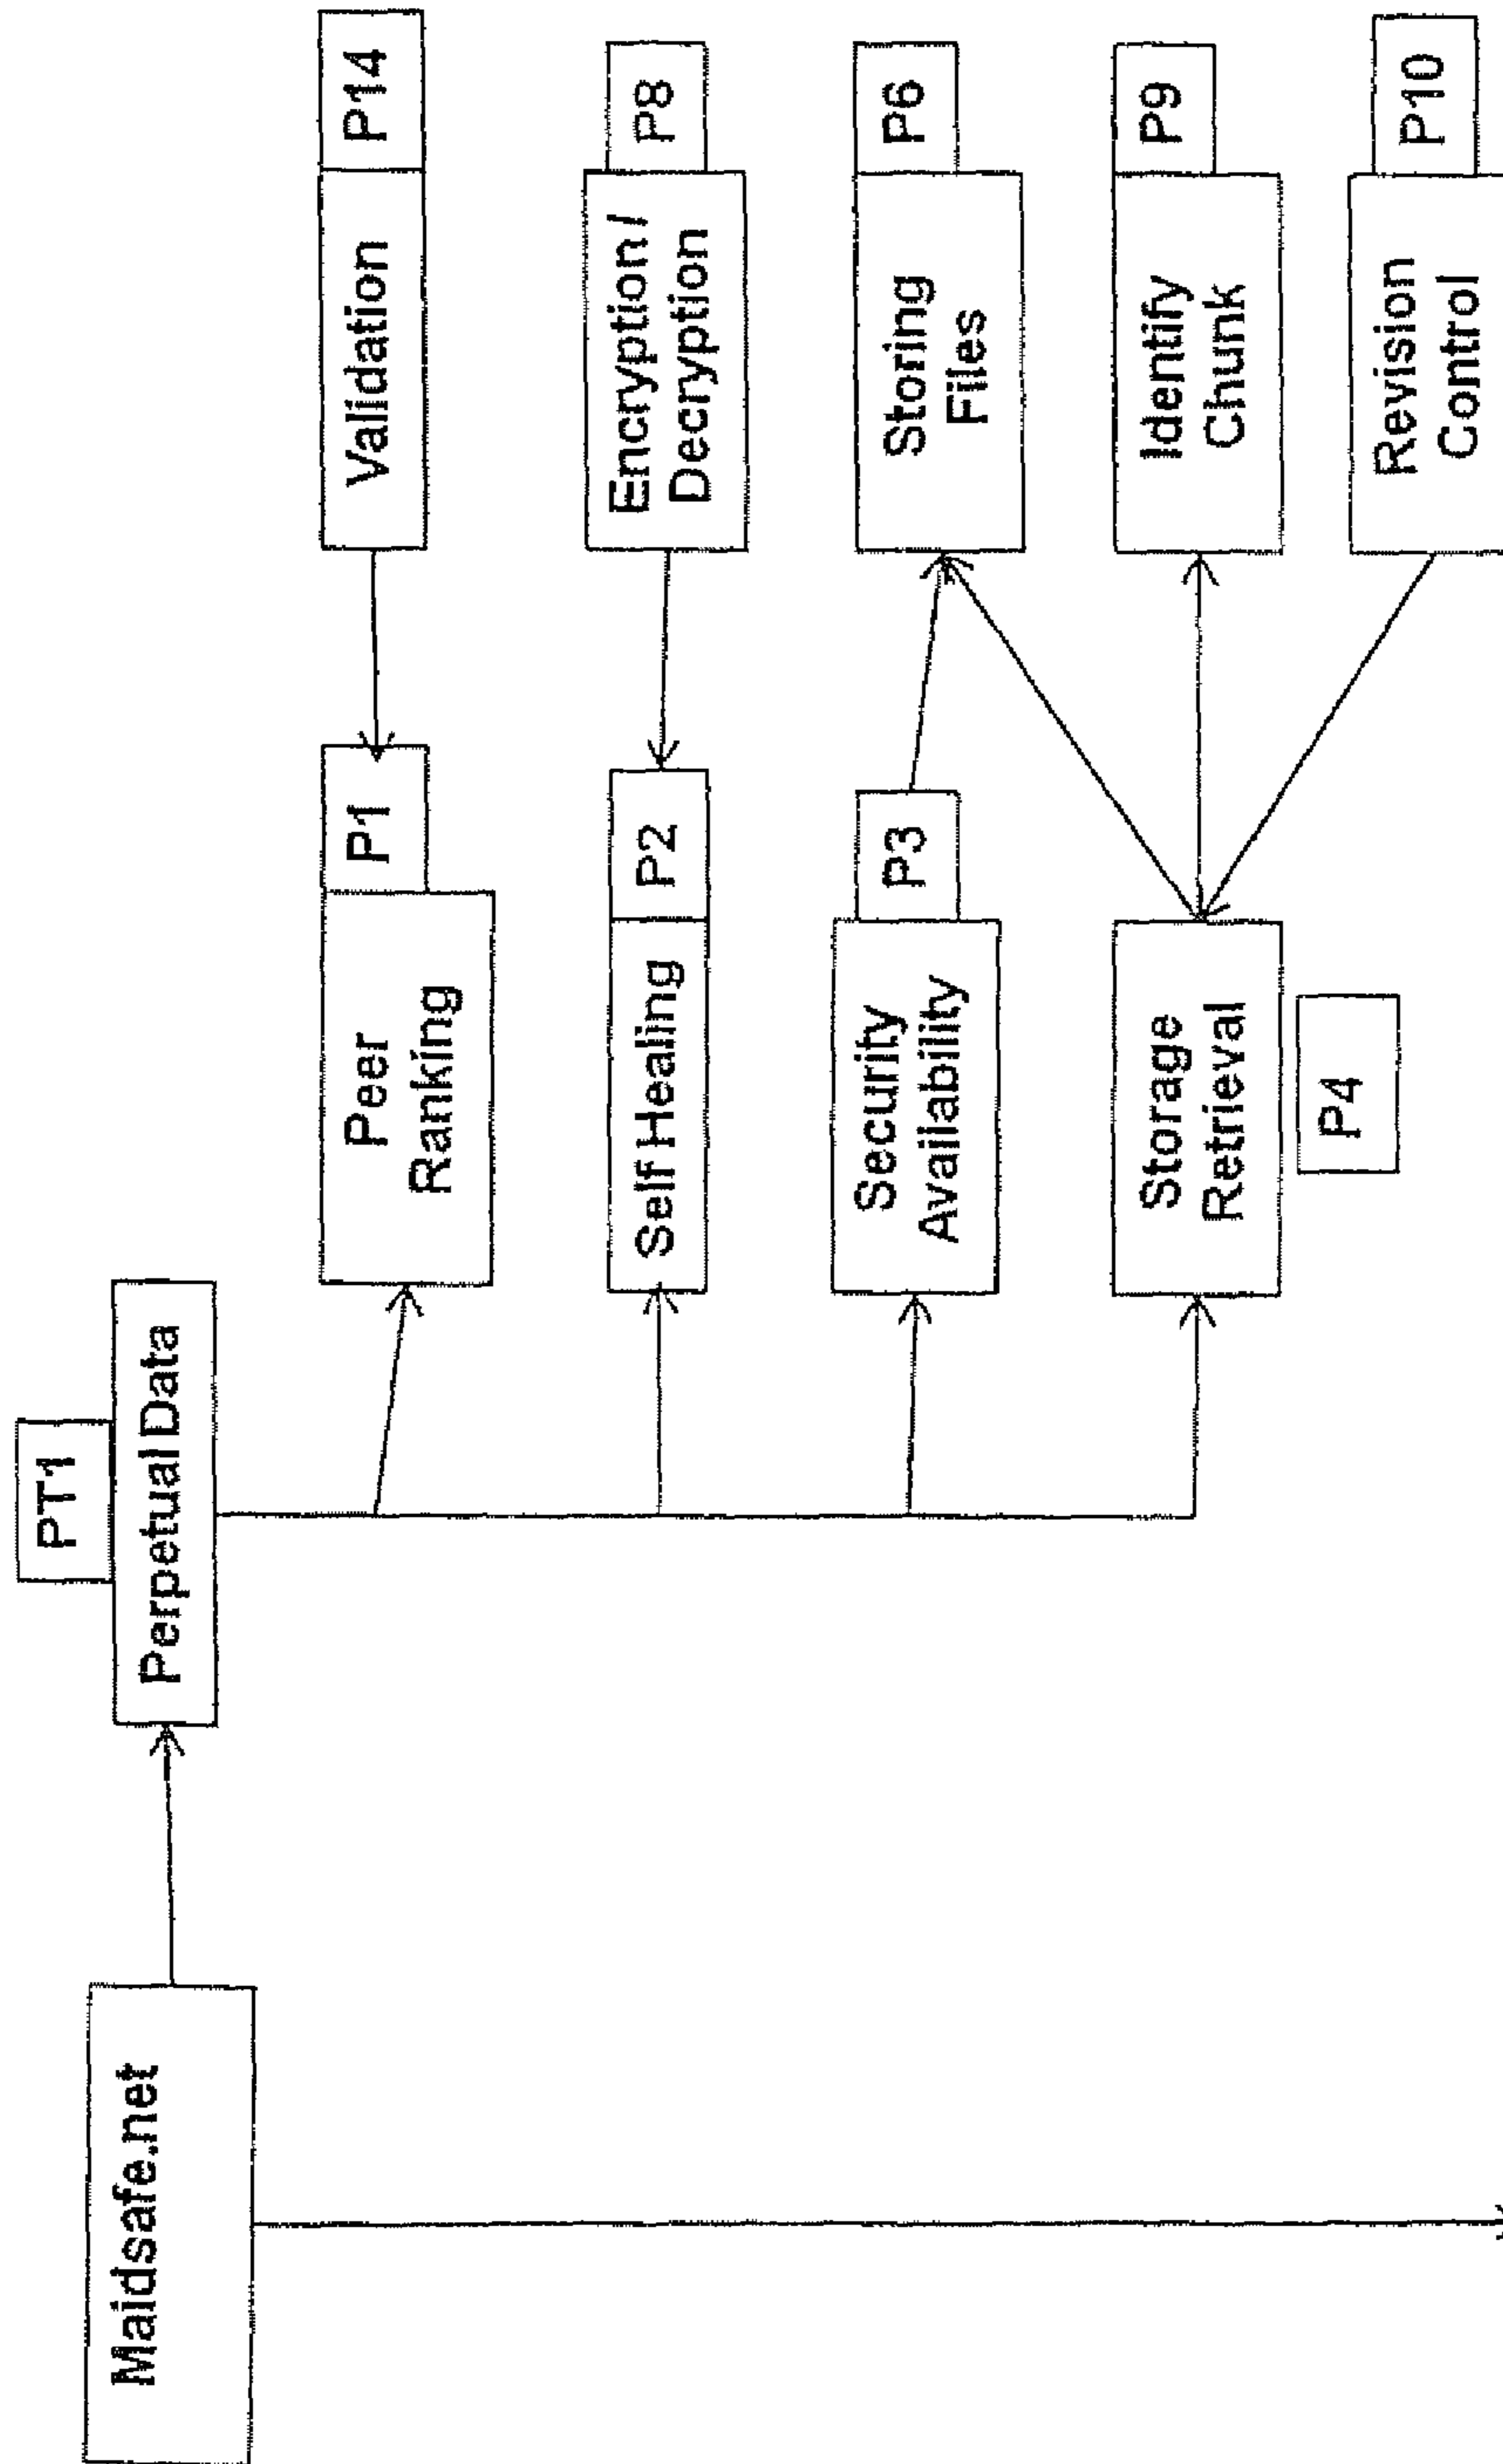 Maidsafe.net
PT1
Perpetual Data
Peer
Ranking
P1
Validation
P14
Self Healing
P2
Encryption /
Decryption
P8
Security
Availability
P3
Storing
Files
P6
Storage
Retrieval
P4
Identify
Chunk
P9
Revision
Control
P10